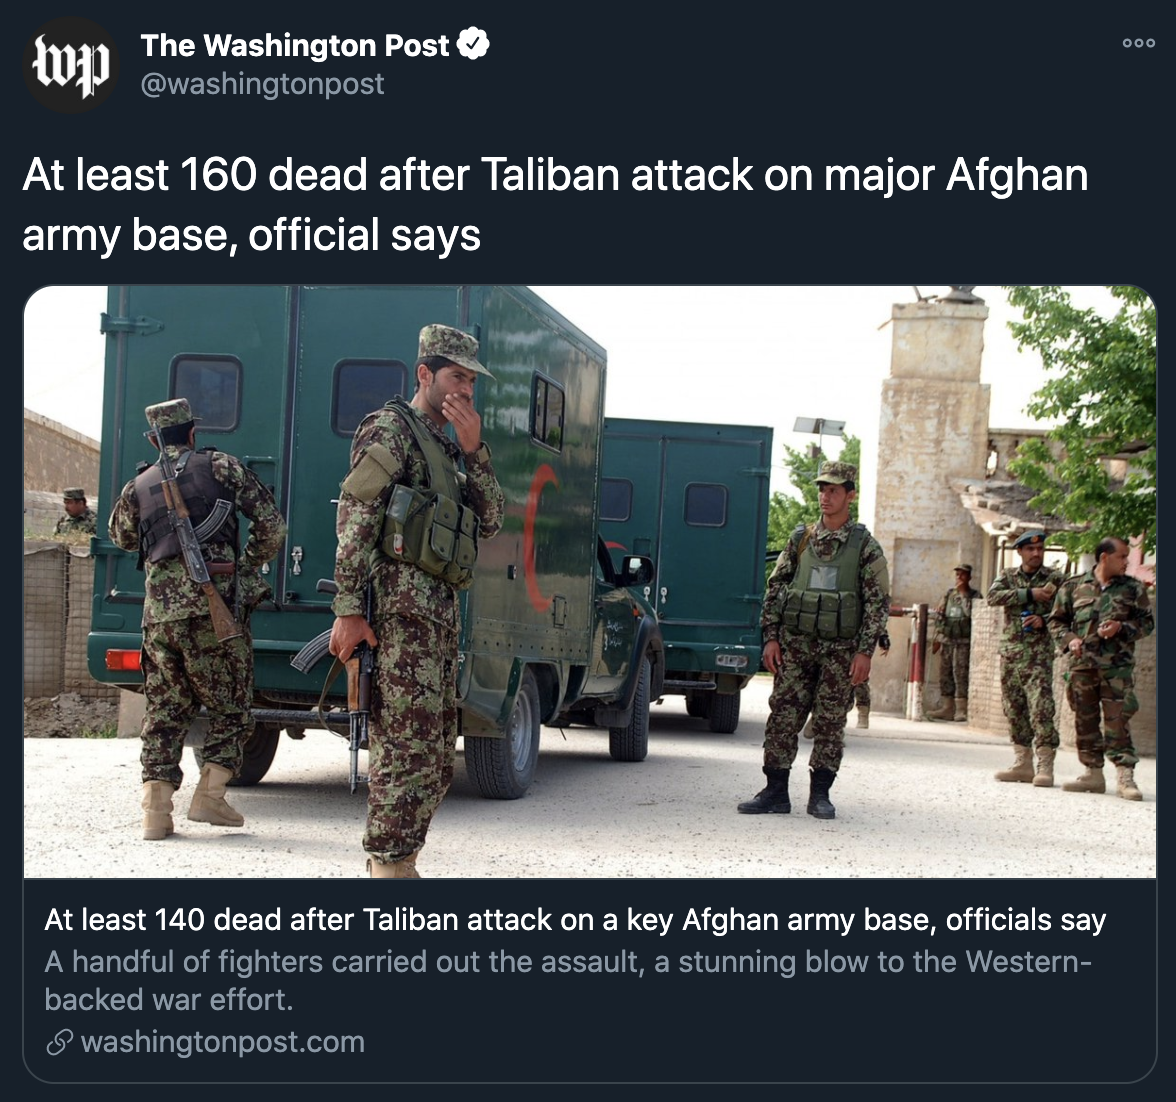 wp
The Washington Post
@washingtonpost
At least 160 dead after Taliban attack on major Afghan
army base, official says
At least 140 dead after Taliban attack on a key Afghan army base, officials say
A handful of fighters carried out the assault, a stunning blow to the Western-
backed war effort.
washingtonpost.com